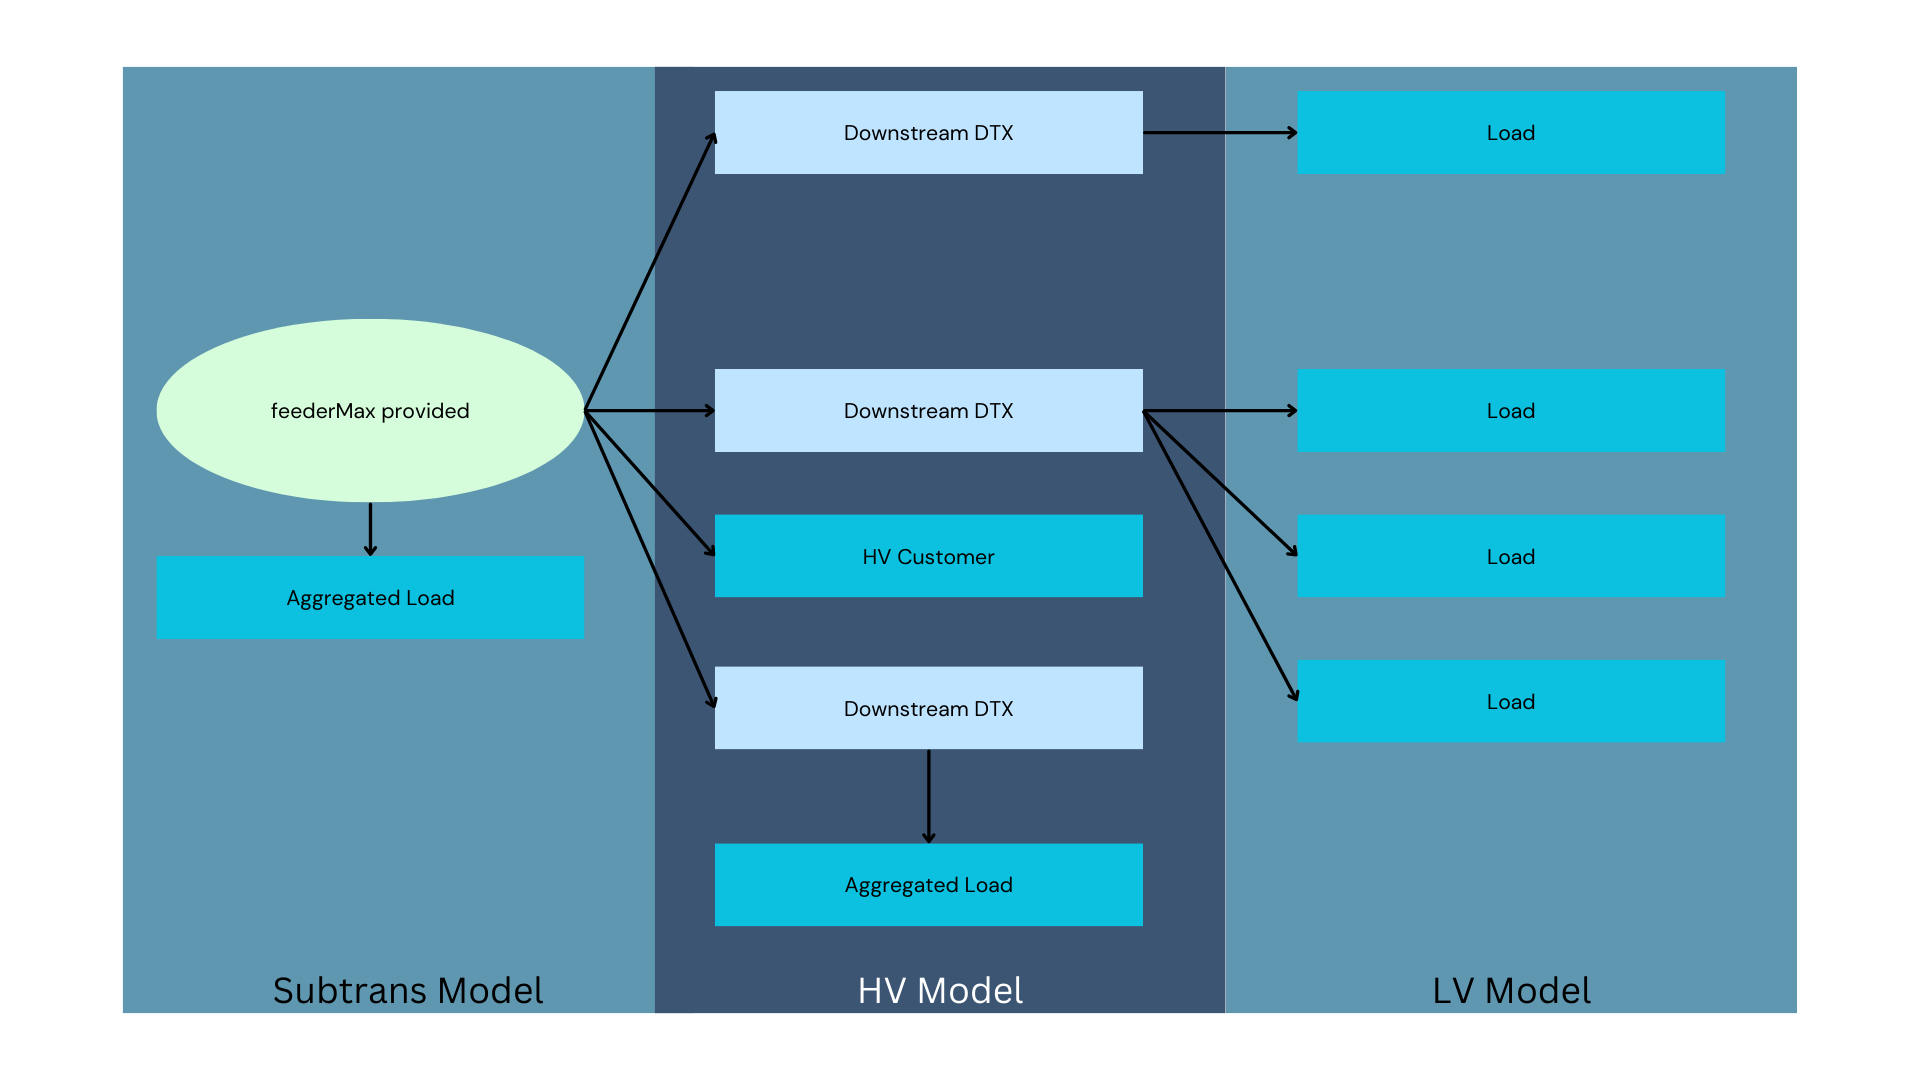 Downstream DTX
Load
feederMax provided
Downstream DTX
Load
HV Customer
Load
Aggregated Load
Downstream DTX
Load
Aggregated Load
Subtrans Model
HV Model
LV Model